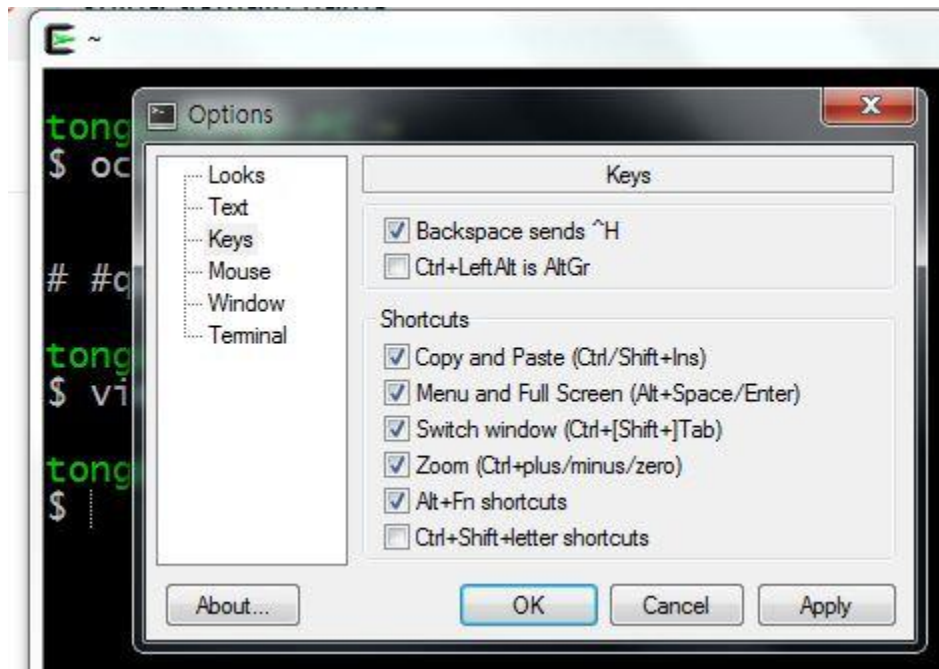 ~
Options
tong
$ oc
Looks
Text
Keys
Mouse
Window
Terminal
Keys
Backspace sends ^H
Ctrl+LeftAlt is AltGr
# #q
Shortcuts
Copy and Paste (Ctrl/Shift+Ins)
Menu and Full Screen (Alt+Space/Enter)
Switch window (Ctrl+[Shift+]Tab)
Zoom (Ctrl+plus/minus/zero)
Alt+Fn shortcuts
Ctrl+Shift+letter shortcuts
tong
$ vi
tong
$
About...
OK
Cancel
Apply